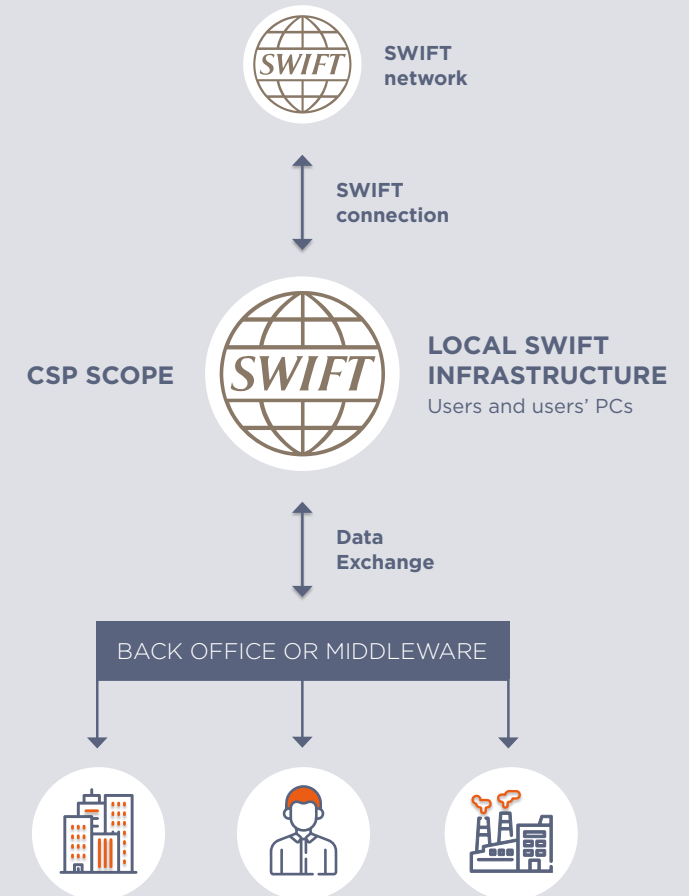 SWIFT
SWIFT
network
SWIFT
connection
CSP SCOPE
SWIFT
LOCAL SWIFT
INFRASTRUCTURE
Users and users' PCs
Data
Exchange
BACK OFFICE OR MIDDLEWARE